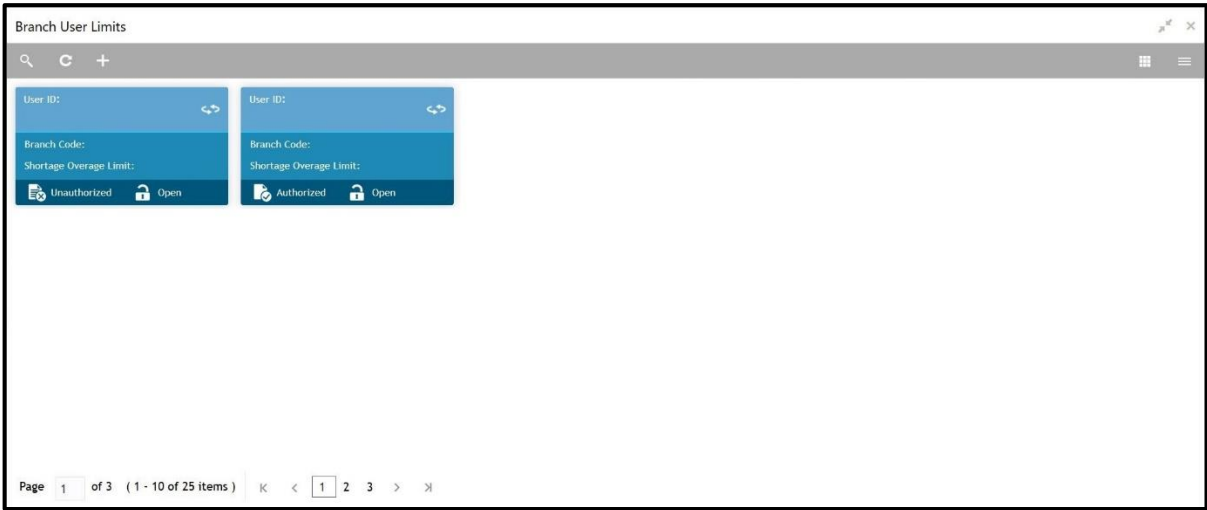 Branch User Limits
User ID: User ID:
Branch Code: Branch Code:
Shortage Overage Limit: Shortage Overage Limit:
Unauthorized Open Authorized Open
Page 1 of 3 ( 1 - 10 of 25 items ) 1 2 3